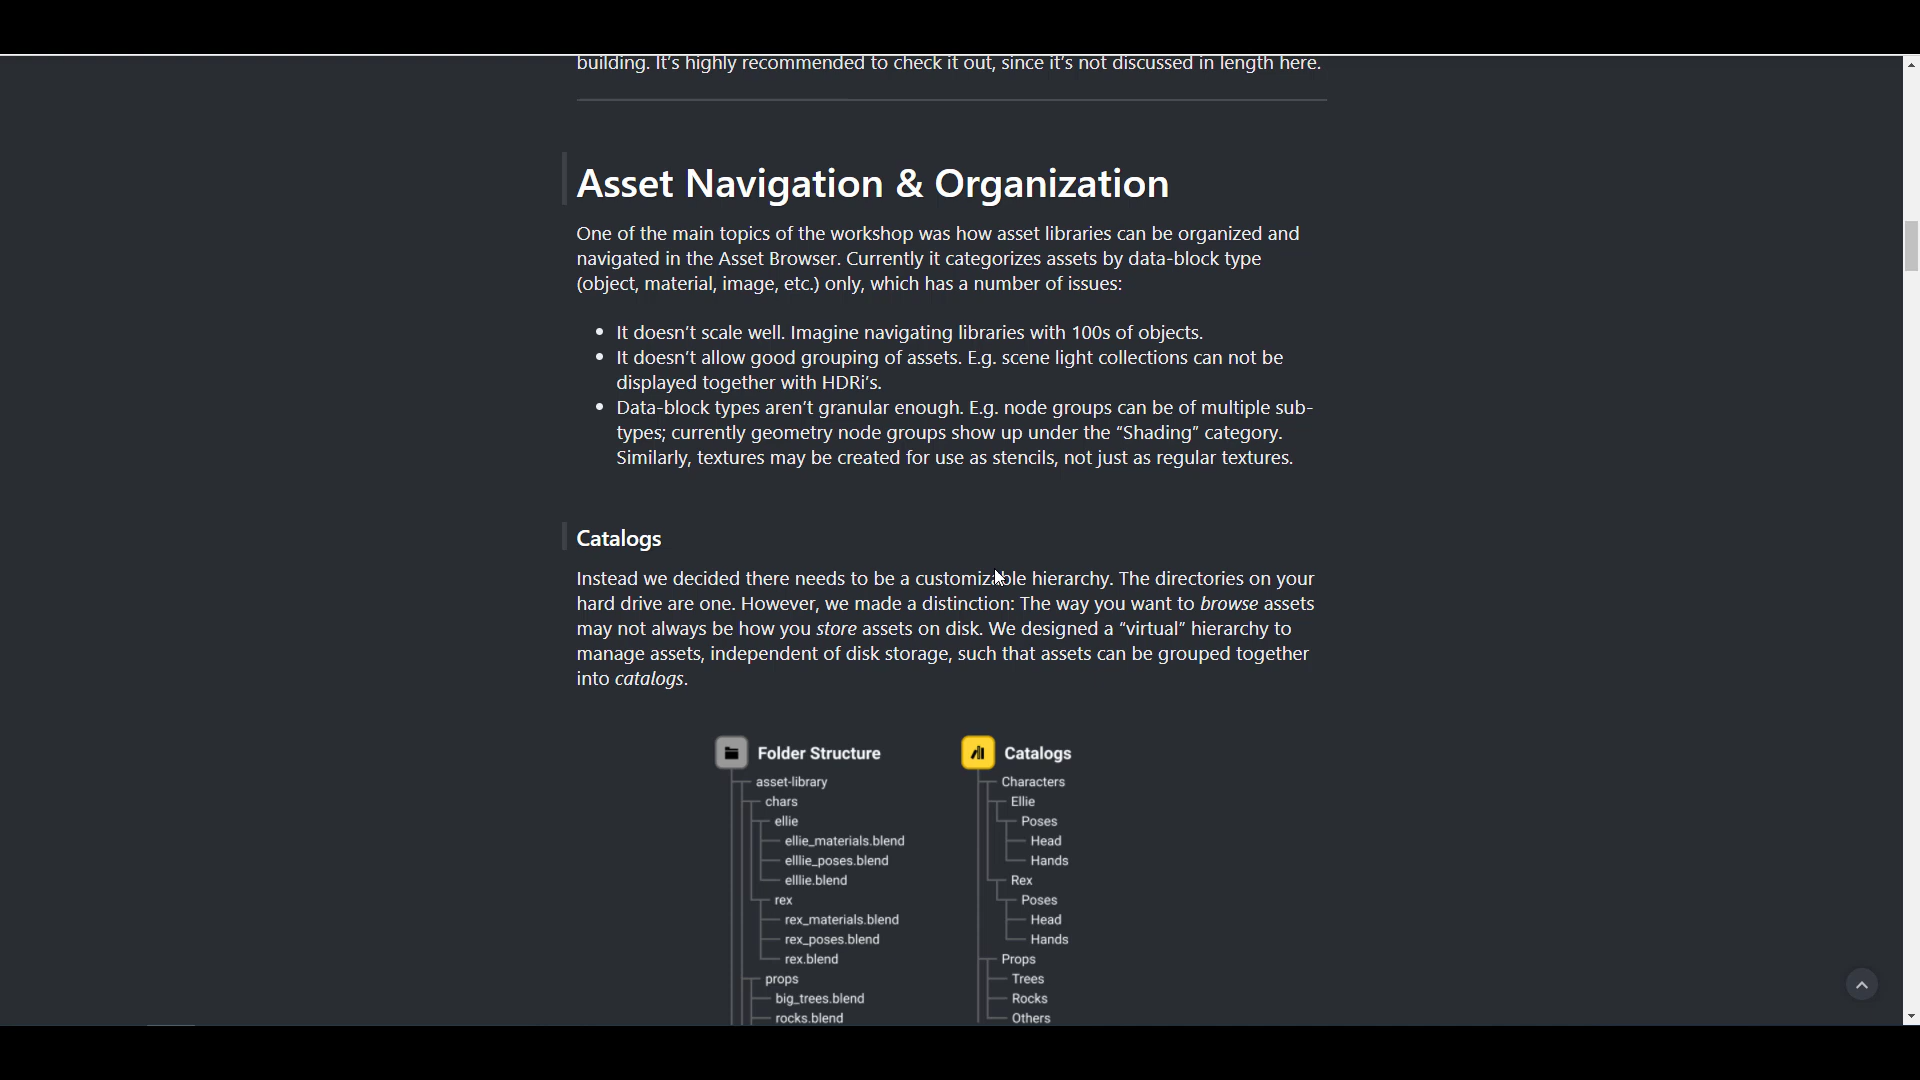 building. It's highly recommended to check it out, since it's not discussed in length here.
Asset Navigation & Organization
One of the main topics of the workshop was how asset libraries can be organized and
navigated in the Asset Browser. Currently it categorizes assets by data-block type
(object, material, image, etc.) only, which has a number of issues:
It doesn't scale well. Imagine navigating libraries with 100s of objects.
It doesn't allow good grouping of assets. E.g. scene light collections can not be
displayed together with HDRi's.
Data-block types aren't granular enough. E.g. node groups can be of multiple sub-
types; currently geometry node groups show up under the "Shading" category.
Similarly, textures may be created for use as stencils, not just as regular textures.
Catalogs
Instead we decided there needs to be a customizable hierarchy. The directories on your
hard drive are one. However, we made a distinction: The way you want to browse assets
may not always be how you store assets on disk. We designed a "virtual" hierarchy to
manage assets, independent of disk storage, such that assets can be grouped together
into catalogs.
Folder Structure
asset-library
chars
ellie
ellie_materials.blend
elllie_poses.blend
elllie.blend
rex
rex_materials.blend
rex_poses.blend
rex.blend
props
big_trees.blend
rocks.blend
Catalogs
Characters
Ellie
Poses
Head
Hands
Rex
Poses
Head
Hands
Props
Trees
Rocks
Others